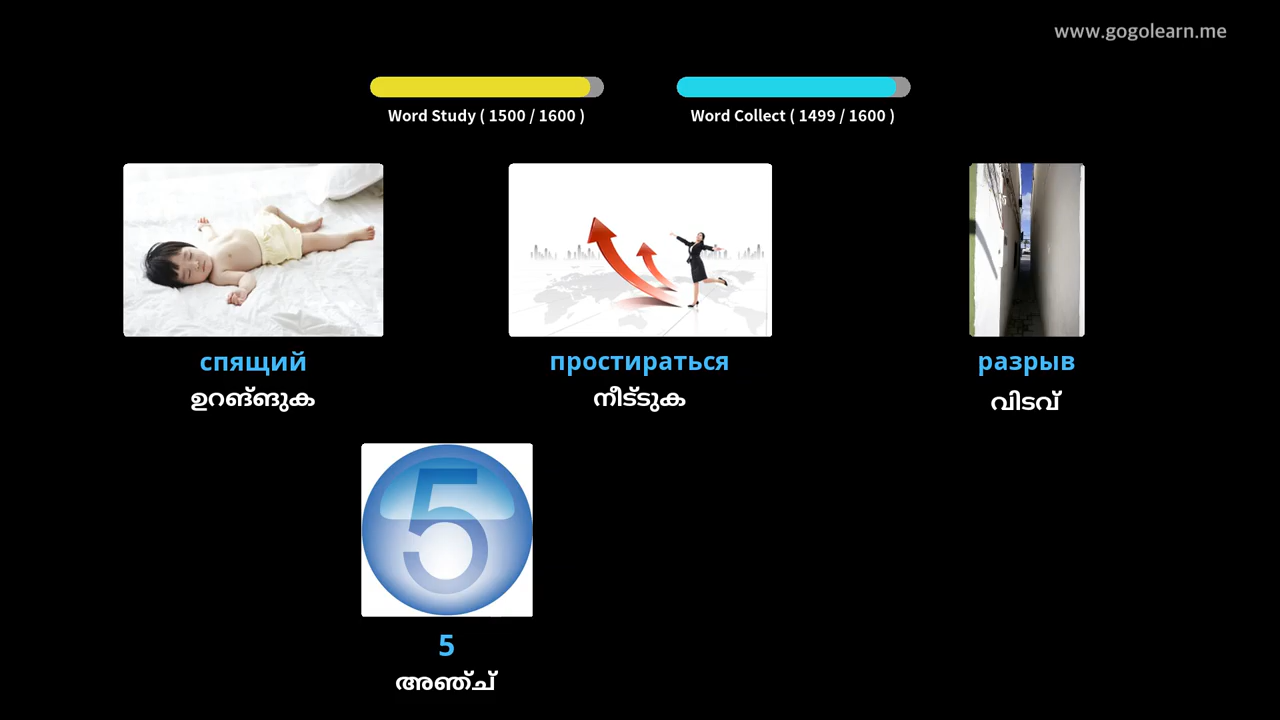 www.gogolearn.me
Word Study ( 1500 / 1600 )
Word Collect ( 1499 / 1600 )
спящий
ഉറങ്ങുക
простираться
നീട്ടുക
разрыв
വിടവ്
5
5
അഞ്ച്